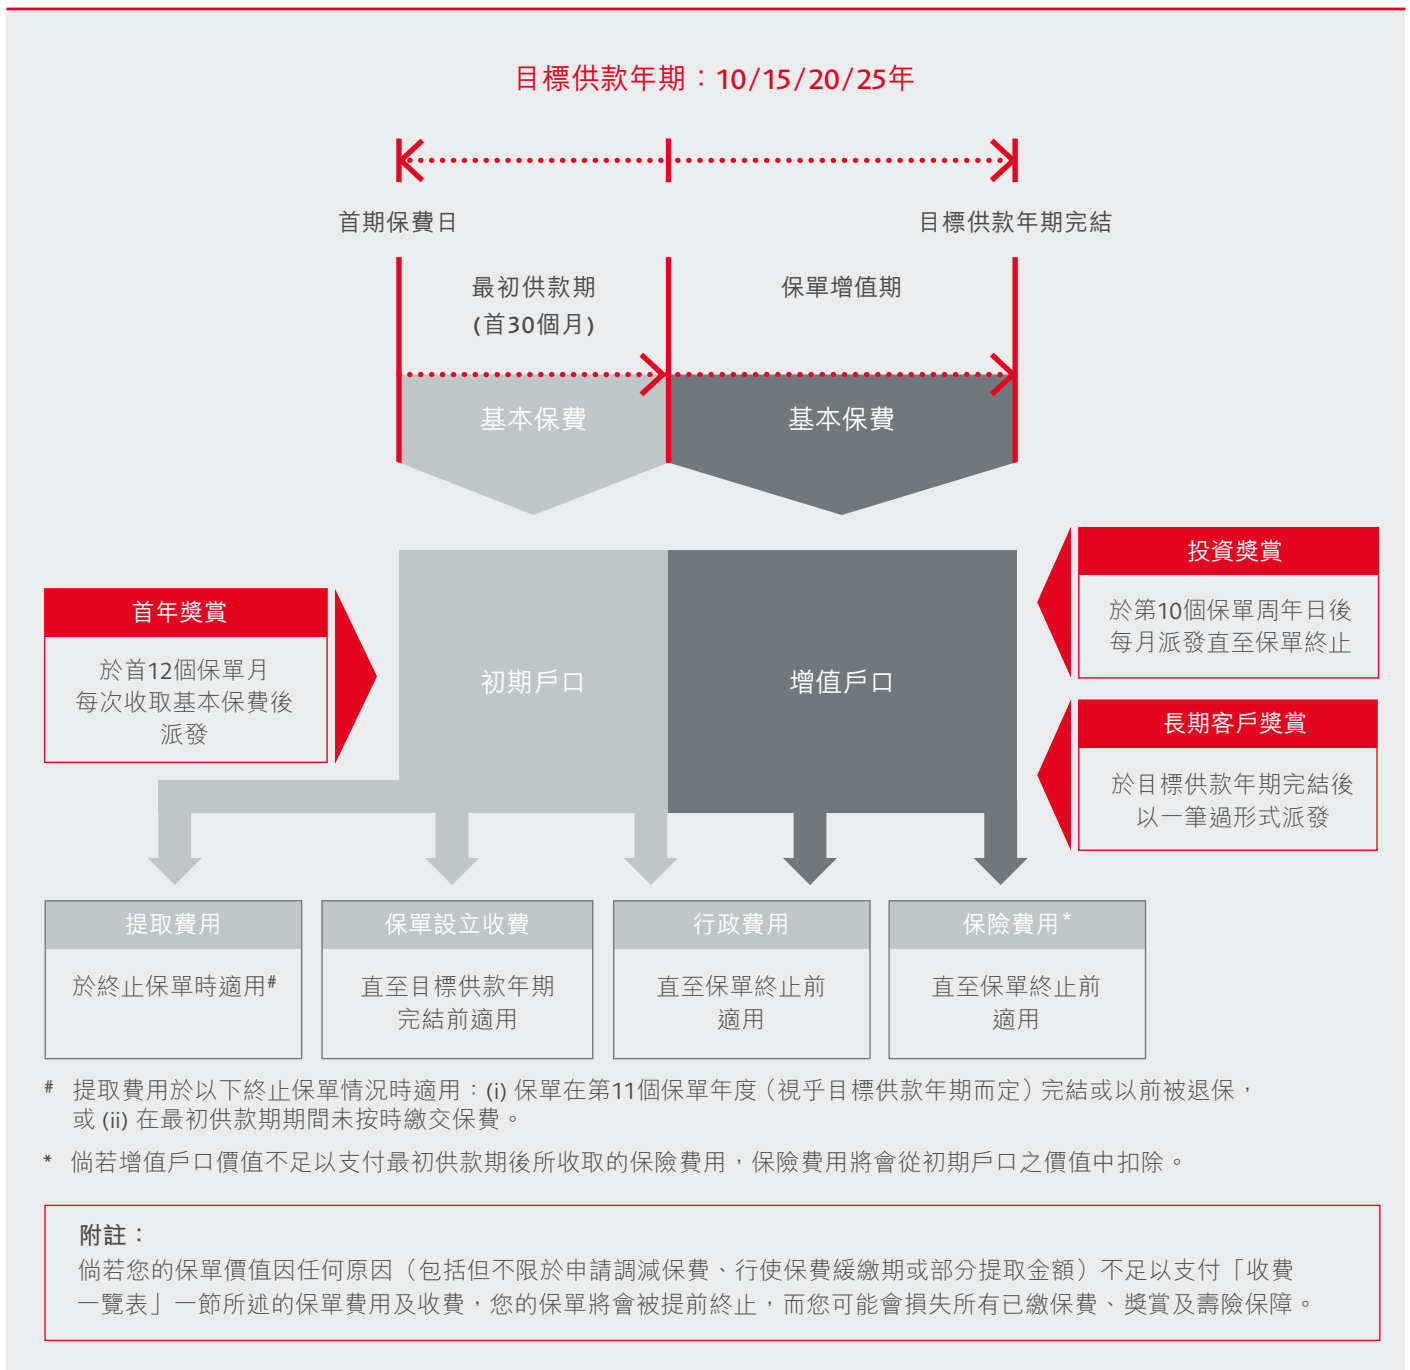 目標供款年期：10/15/20/25年
首期保費日
目標供款年期完結
最初供款期
(首30個月)
保單增值期
基本保費
基本保費
首年獎賞
於首12個保單月
每次收取基本保費後
派發
初期戶口
增值戶口
投資獎賞
於第10個保單周年日後
每月派發直至保單終止
長期客戶獎賞
於目標供款年期完結後
以一筆過形式派發
提取費用
於終止保單時適用#
保單設立收費
直至目標供款年期
完結前適用
行政費用
直至保單終止前
適用
保險費用*
直至保單終止前
適用
# 提取費用於以下終止保單情況時適用：(i) 保單在第11個保單年度（視乎目標供款年期而定）完結或以前被退保，
或 (ii) 在最初供款期期間未按時繳交保費。
* 倘若增值戶口價值不足以支付最初供款期後所收取的保險費用，保險費用將會從初期戶口之價值中扣除。
附註：
倘若您的保單價值因任何原因（包括但不限於申請調減保費、行使保費緩繳期或部分提取金額）不足以支付「收費
一覽表」一節所述的保單費用及收費，您的保單將會被提前終止，而您可能會損失所有已繳保費、獎賞及壽險保障。